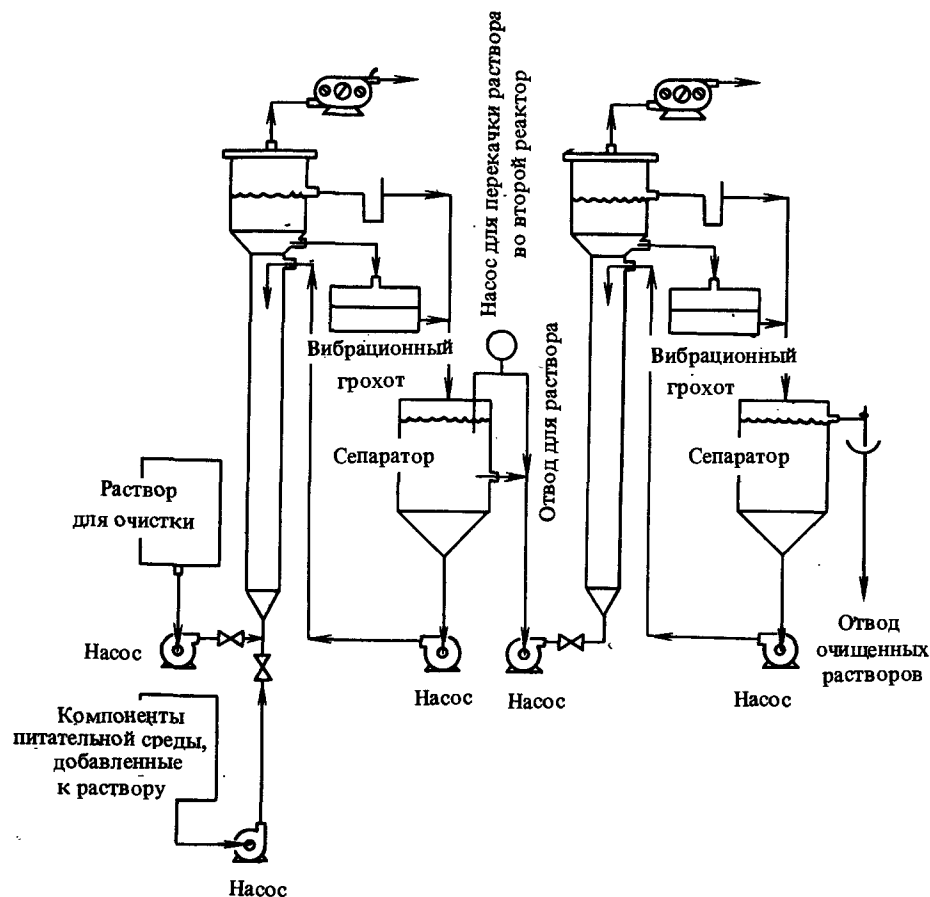 Насос для перекачки раствора
во второй реактор
Вибрационный
грохот
Вибрационный
грохот
Отвод для раствора
Сепаратор
Сепаратор
Раствор
для очистки
Насос
Насос
Насос
Насос
Отвод
очищенных
растворов
Компоненты
питательной среды,
добавленные
к раствору
Насос